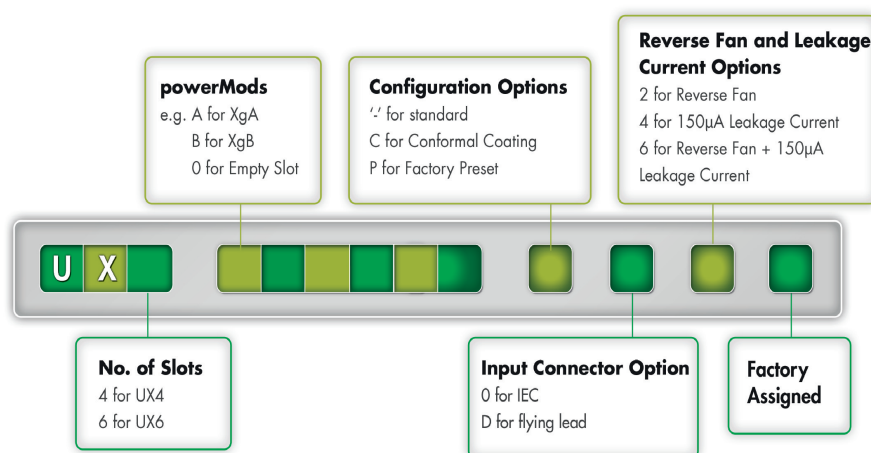 powerMods
e.g. A for XgA
B for XgB
0 for Empty Slot
Configuration Options
'-' for standard
C for Conformal Coating
P for Factory Preset
Reverse Fan and Leakage
Current Options
2 for Reverse Fan
4 for 150µA Leakage Current
6 for Reverse Fan + 150µA
Leakage Current
U X
No. of Slots
4 for UX4
6 for UX6
Input Connector Option
0 for IEC
D for flying lead
Factory
Assigned